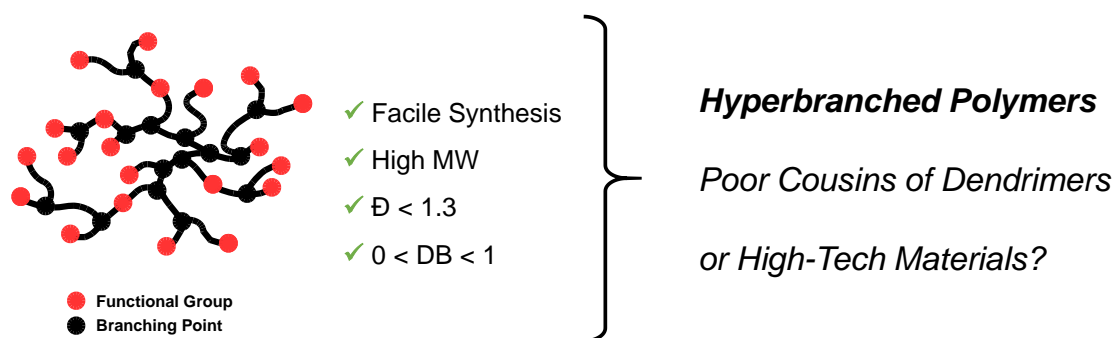 ✓ Facile Synthesis
✓ High MW
✓ Đ < 1.3
✓ 0 < DB < 1
Functional Group
Branching Point
Hyperbranched Polymers
Poor Cousins of Dendrimers
or High-Tech Materials?